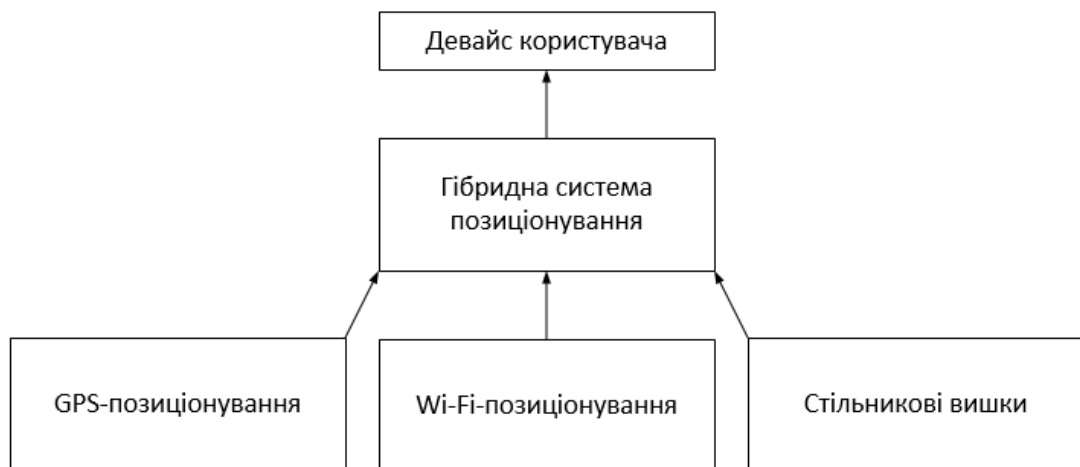 Девайс користувача
Гібридна система
позиціонування
GPS-позиціонування
Wi-Fi-позиціонування
Стільникові вишки